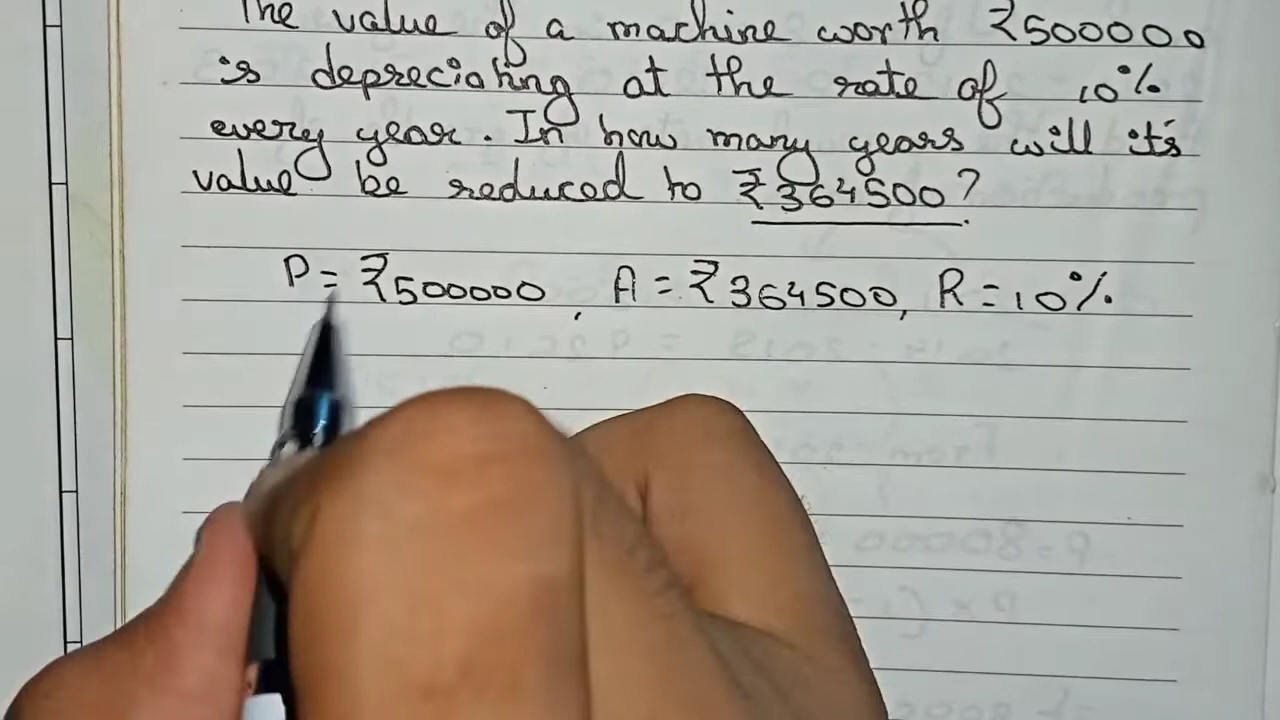 The value of a machine worth ₹500000
is depreciating at the rate of 10%
every year. In how many years will it's
value be reduced to ₹364500?
P = ₹500000, A = ₹364500, R = 10%